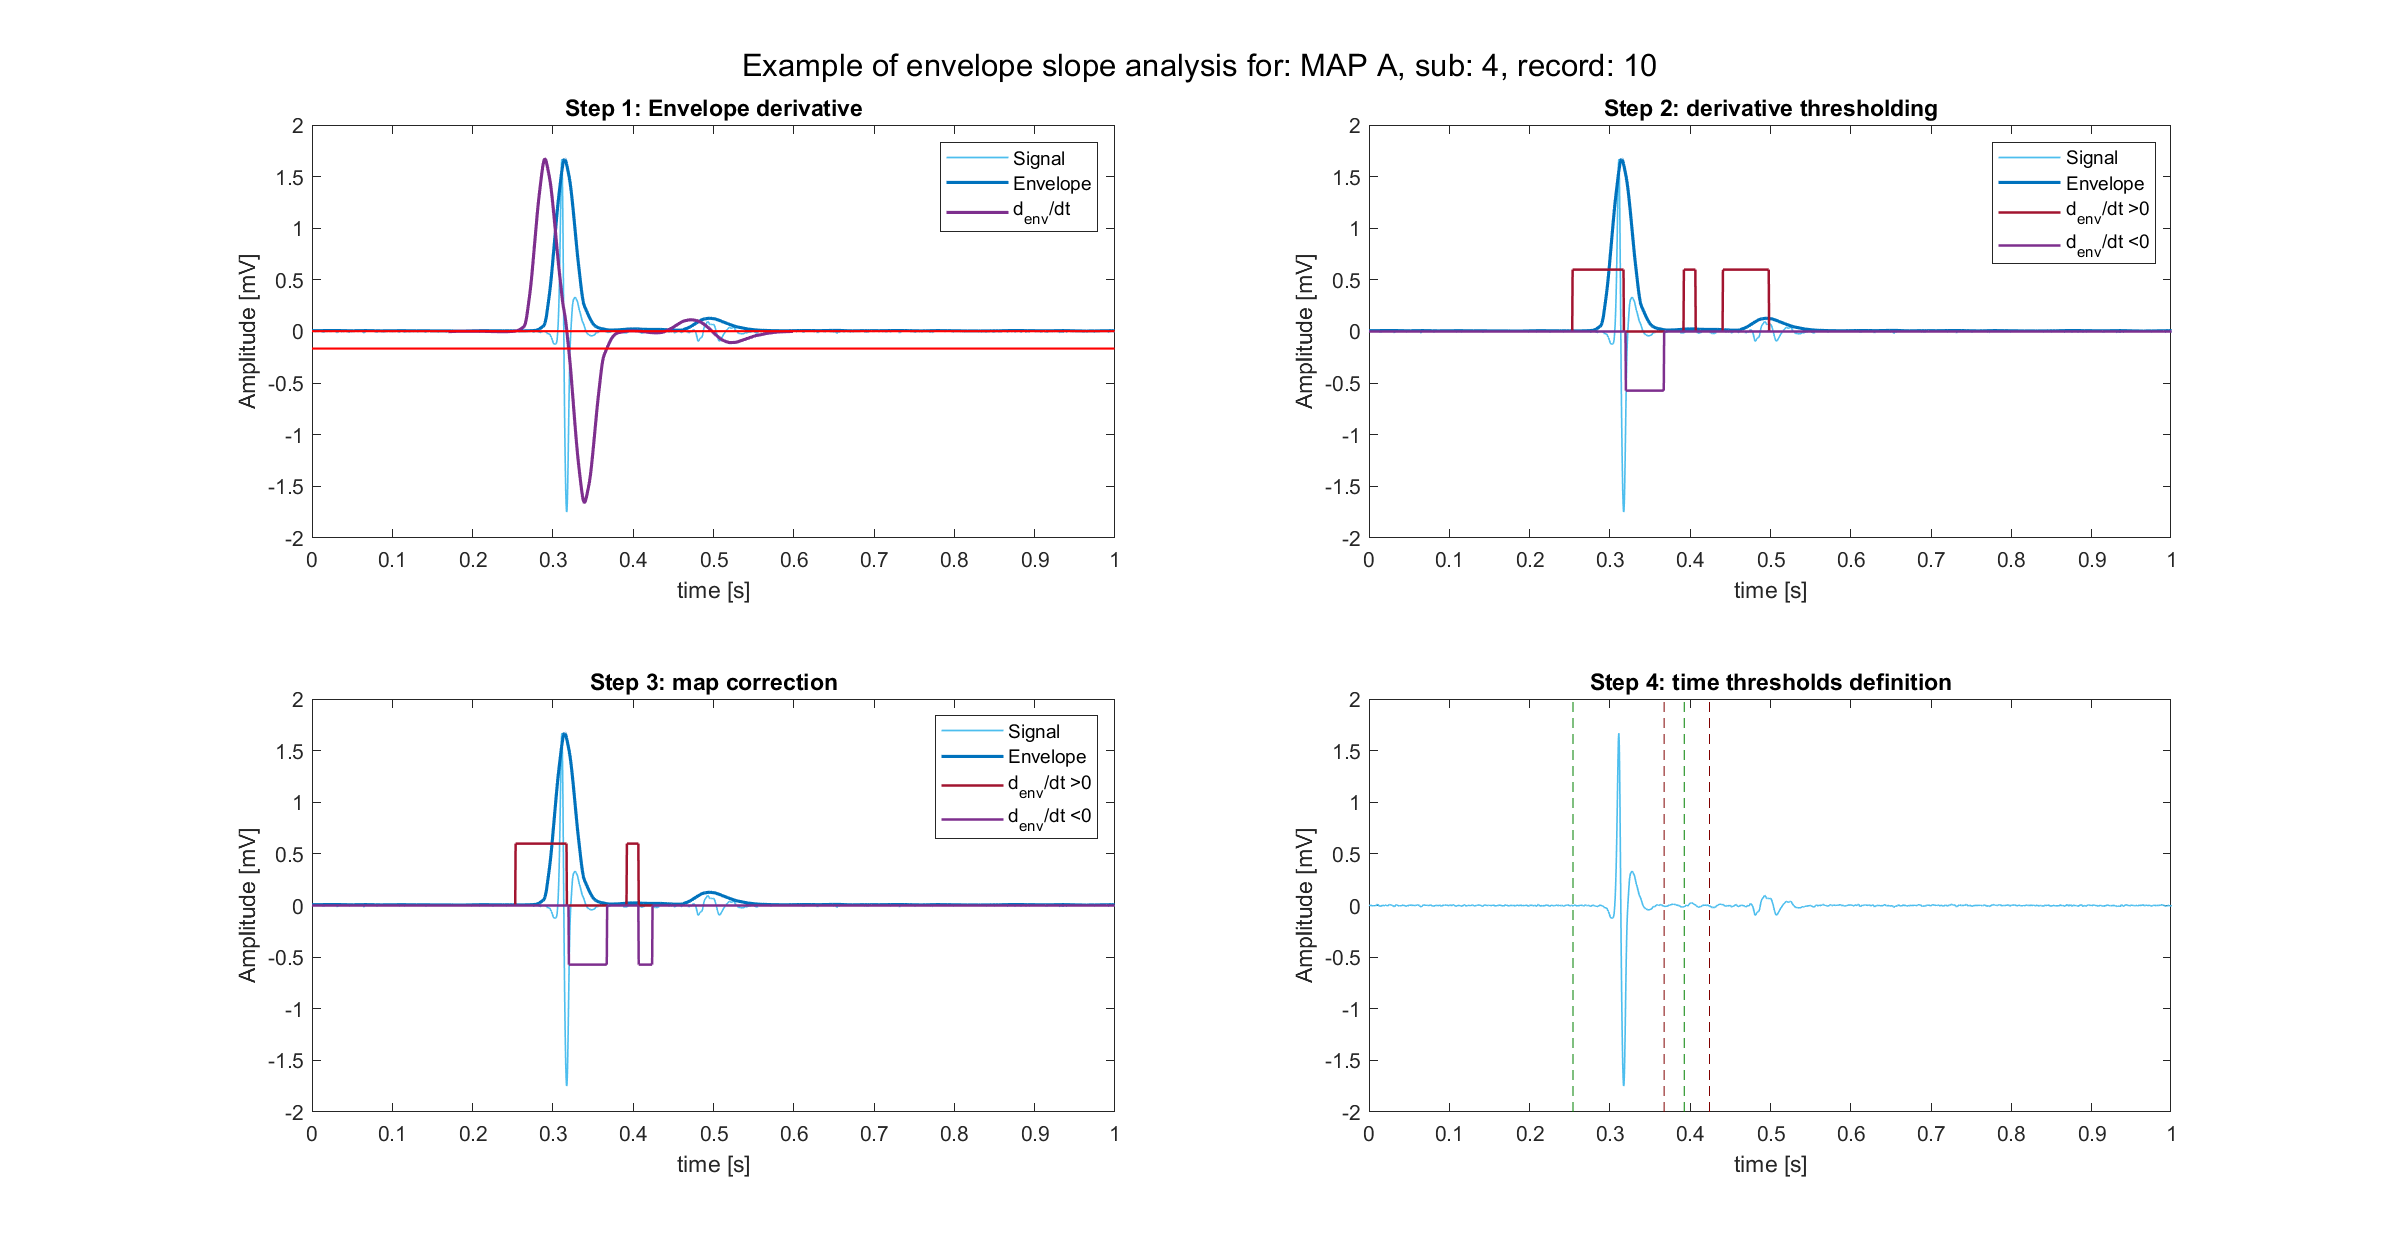 Example of envelope slope analysis for: MAP A, sub: 4, record: 10
Step 1: Envelope derivative
2
1.5
1
0.5
0
-0.5
-1
-1.5
-2
Amplitude [mV]
0 0.1 0.2 0.3 0.4 0.5 0.6 0.7 0.8 0.9 1
time [s]
Signal
Envelope
d_env/dt
Step 2: derivative thresholding
2
1.5
1
0.5
0
-0.5
-1
-1.5
-2
Amplitude [mV]
0 0.1 0.2 0.3 0.4 0.5 0.6 0.7 0.8 0.9 1
time [s]
Signal
Envelope
d_env/dt >0
d_env/dt <0
Step 3: map correction
2
1.5
1
0.5
0
-0.5
-1
-1.5
-2
Amplitude [mV]
0 0.1 0.2 0.3 0.4 0.5 0.6 0.7 0.8 0.9 1
time [s]
Signal
Envelope
d_env/dt >0
d_env/dt <0
Step 4: time thresholds definition
2
1.5
1
0.5
0
-0.5
-1
-1.5
-2
Amplitude [mV]
0 0.1 0.2 0.3 0.4 0.5 0.6 0.7 0.8 0.9 1
time [s]